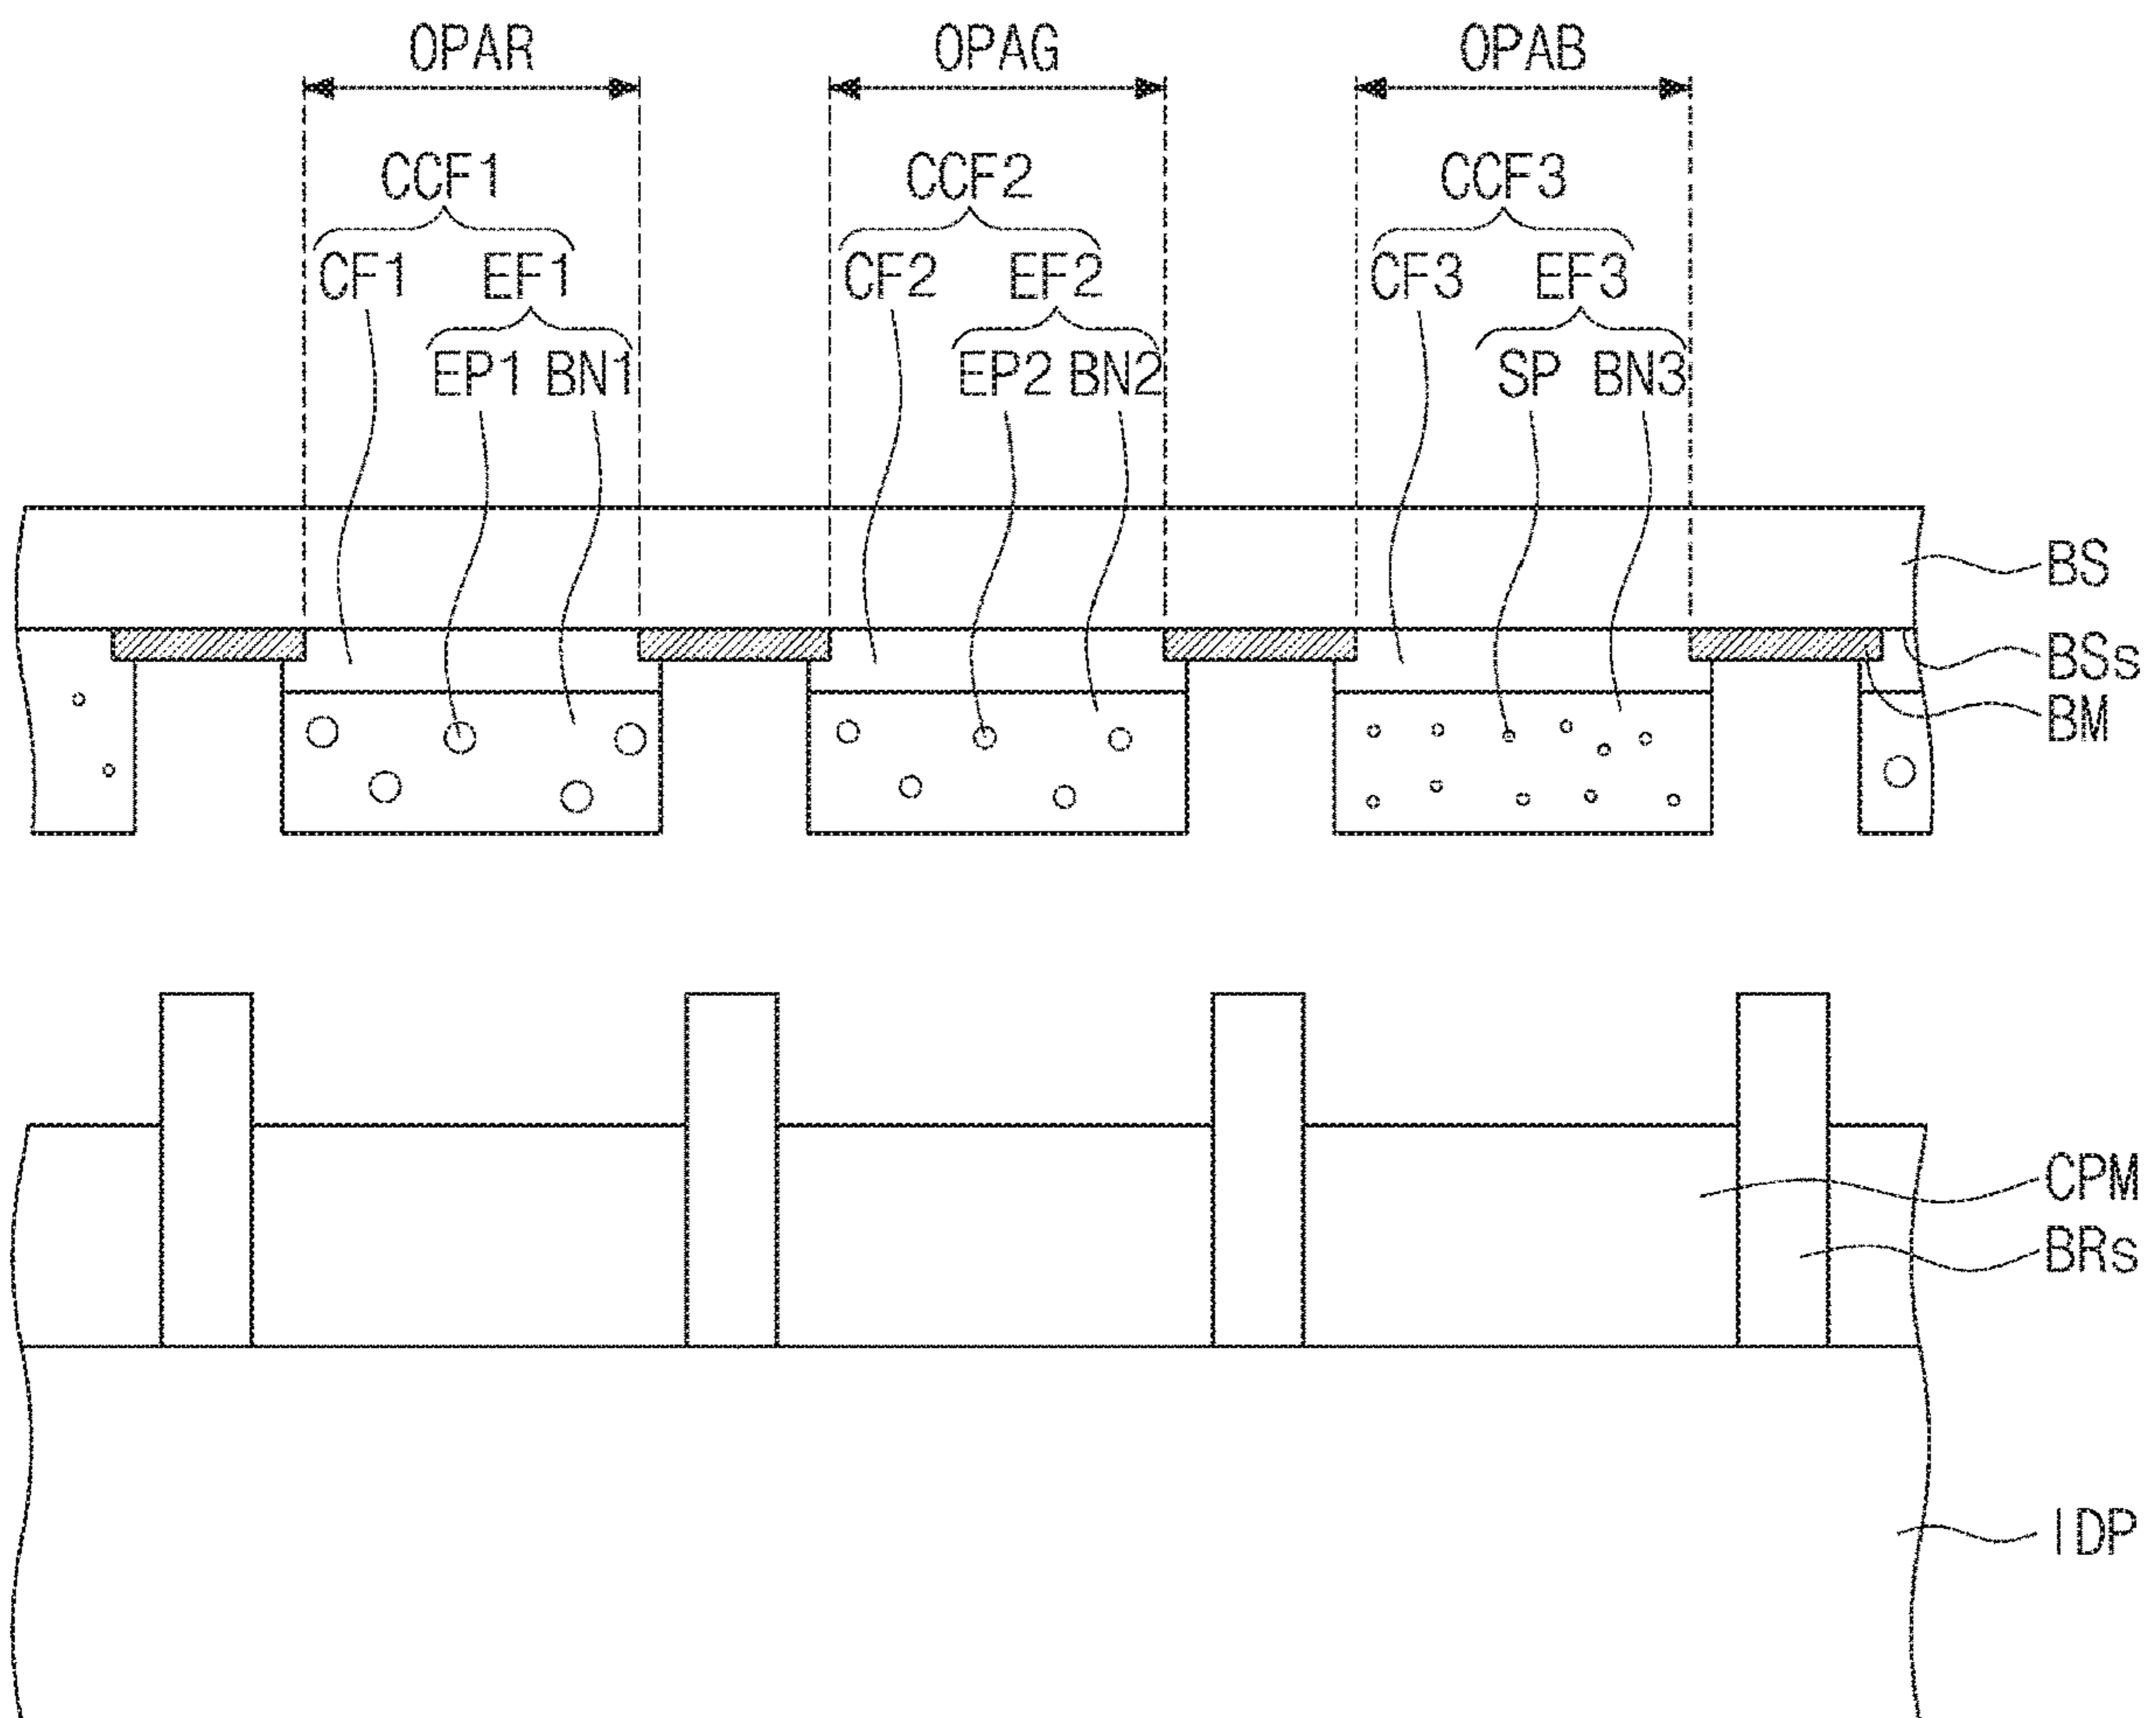 OPAR OPAG OPAB
CCF1 CCF2 CCF3
CF1 EF1 CF2 EF2 CF3 EF3
EP1 BN1 EP2 BN2 SP BN3
BS
BSs
BM
CPM
BRs
IDP